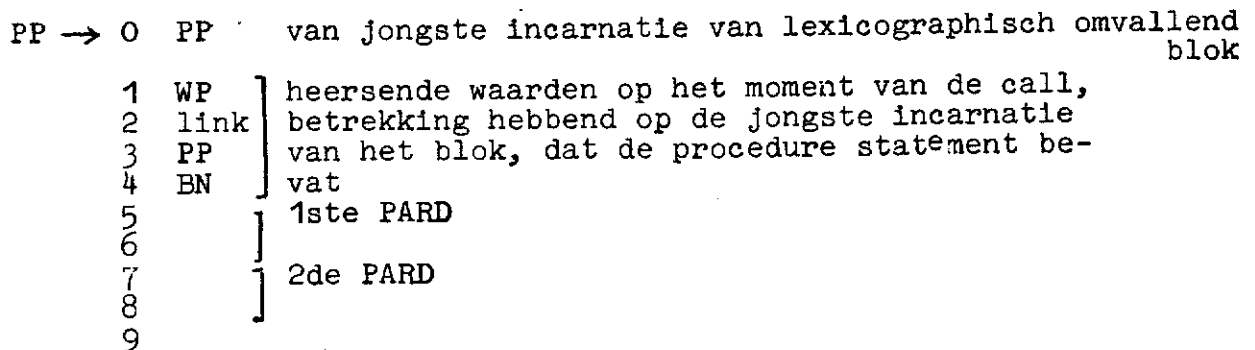 PP → 0 PP van jongste incarnatie van lexicographisch omvallend
blok
1 WP heersende waarden op het moment van de call,
2 link betrekking hebbend op de jongste incarnatie
3 PP van het blok, dat de procedure statement be-
4 BN vat
5 1ste PARD
6
7 2de PARD
8
9